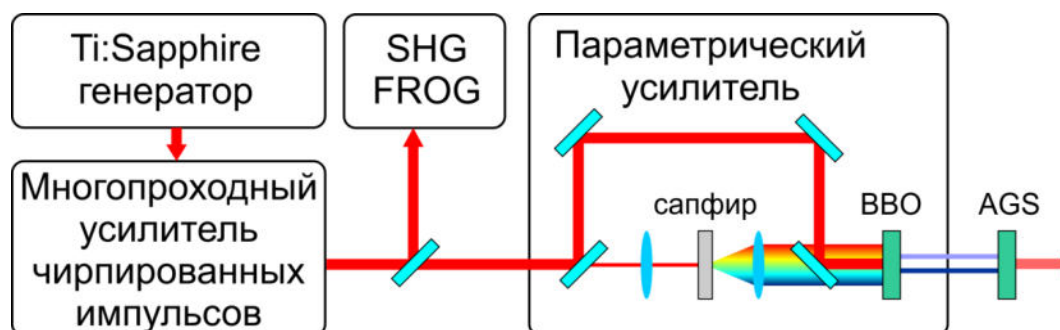 Ti:Sapphire
генератор
SHG
FROG
Параметрический
усилитель
Многопроходный
усилитель
чирпированных
импульсов
сапфир
BBO
AGS